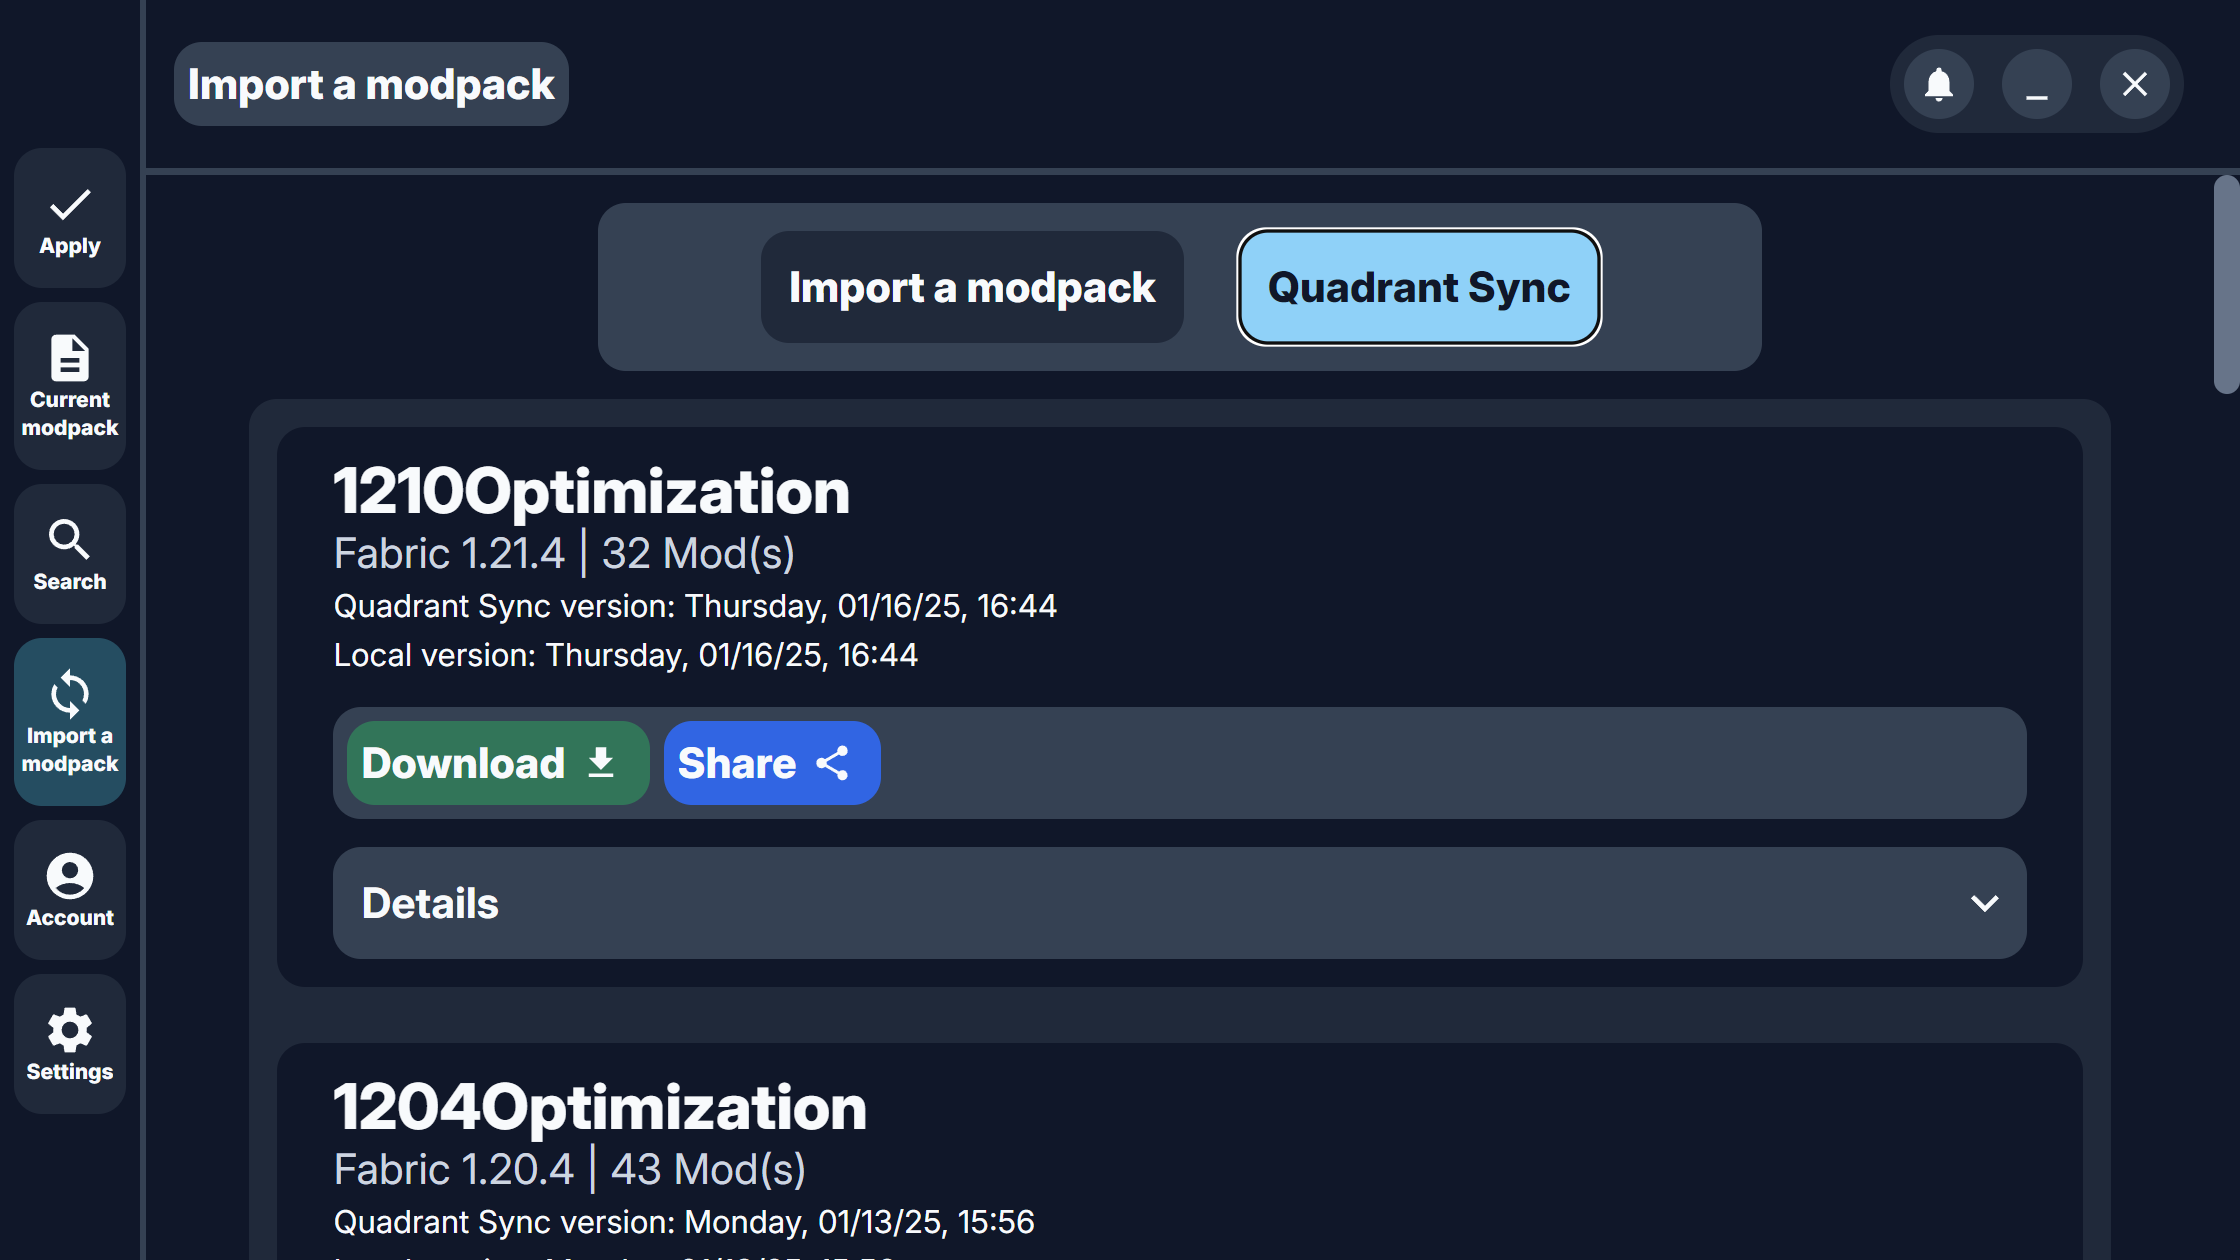 Import a modpack
Apply
Current
modpack
Search
Import a
modpack
Account
Settings
Import a modpack
Quadrant Sync
1210Optimization
Fabric 1.21.4 | 32 Mod(s)
Quadrant Sync version: Thursday, 01/16/25, 16:44
Local version: Thursday, 01/16/25, 16:44
Download
Share
Details
1204Optimization
Fabric 1.20.4 | 43 Mod(s)
Quadrant Sync version: Monday, 01/13/25, 15:56